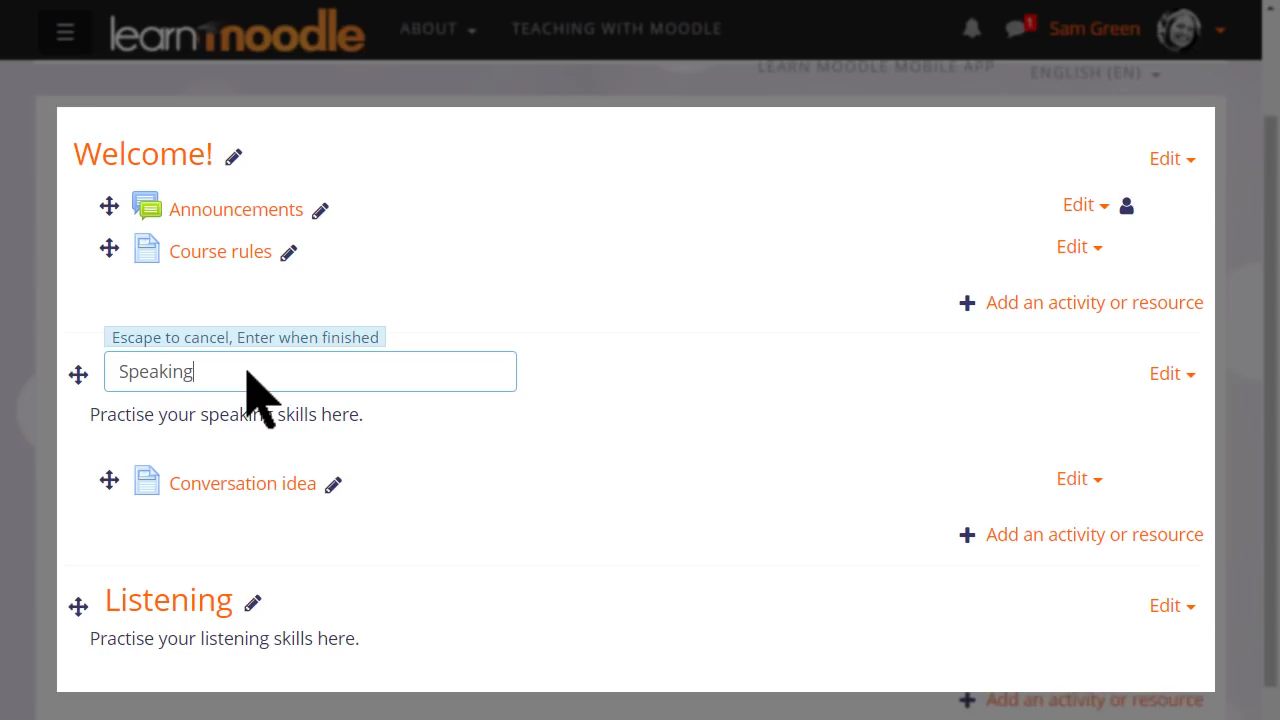 learn moodle ABOUT TEACHING WITH MOODLE 1 Sam Green
LEARN MOODLE MOBILE APP ENGLISH (EN)
Welcome! Edit
Announcements Edit
Course rules Edit
Add an activity or resource
Escape to cancel, Enter when finished
Speaking Edit
Practise your speaking skills here.
Conversation idea Edit
Add an activity or resource
Listening Edit
Practise your listening skills here.
Add an activity or resource